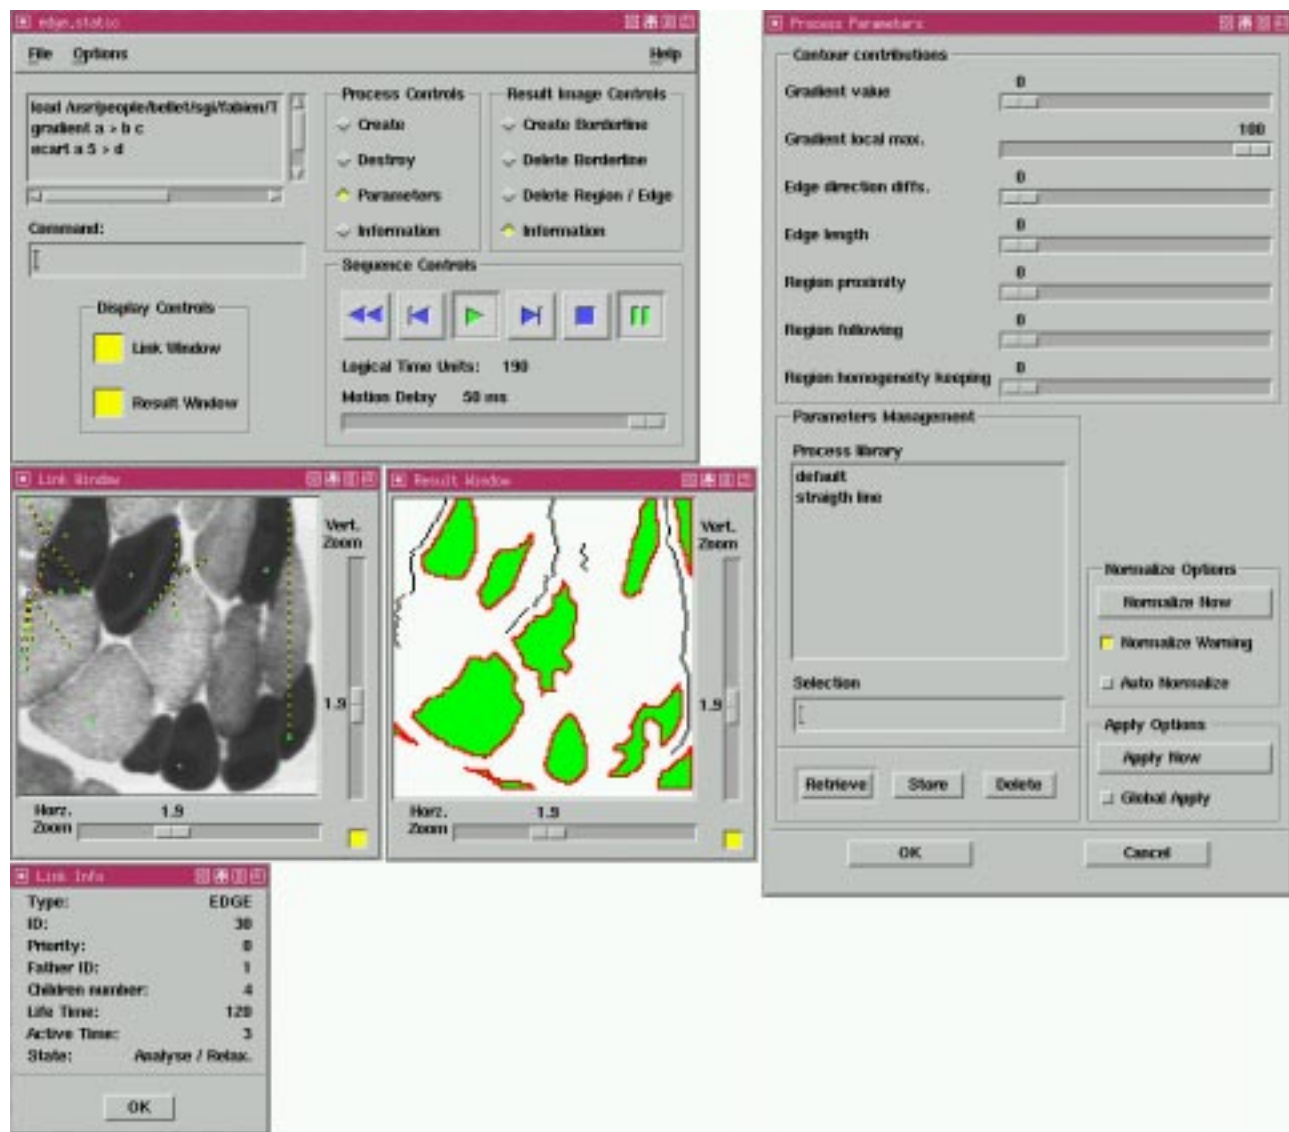 edge.static
File Options Help
load /usr/people/bellet/sgi/fabien/T
gradient a > b c
ecart a 5 > d
Command:
Display Controls
Link Window
Result Window
Process Controls
Create
Destroy
Parameters
Information
Result Image Controls
Create Borderline
Delete Borderline
Delete Region / Edge
Information
Sequence Controls
Logical Time Units: 190
Motion Delay 50 ms
Process Parameters
Contour contributions
Gradient value 0
Gradient local max. 100
Edge direction diffs. 0
Edge length 0
Region proximity 0
Region following 0
Region homogeneity keeping 0
Parameters Management
Process library
default
straigth line
Selection
Retrieve Store Delete
Normalize Options
Normalize Now
Normalize Warning
Auto Normalize
Apply Options
Apply Now
Global Apply
OK Cancel
Link Window
Vert.
Zoom
1.9
Horz. 1.9
Zoom
Result Window
Vert.
Zoom
1.9
Horz. 1.9
Zoom
Link Info
Type: EDGE
ID: 30
Priority: 0
Father ID: 1
Children number: 4
Life Time: 120
Active Time: 3
State: Analyse / Relax.
OK